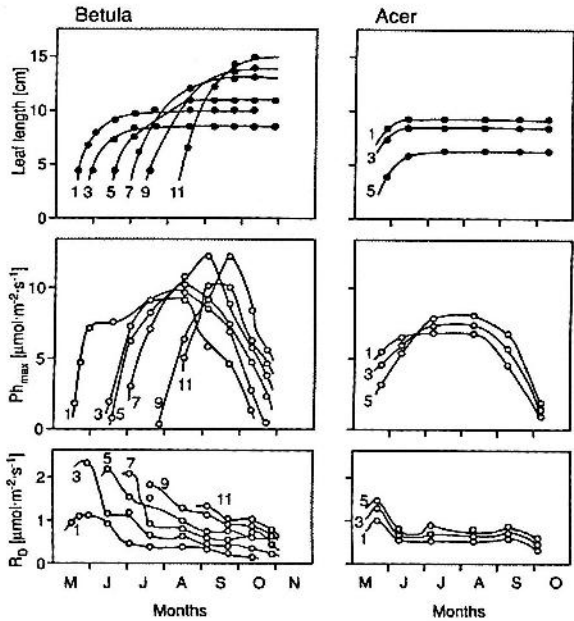 Betula
Acer
Leaf length [cm]
15
10
5
0
1 3 5 7 9 11
1
3
5
Ph_max [µmol·m⁻²·s⁻¹]
10
5
0
1 3 5 7 9 11
1
3
5
R_D [µmol·m⁻²·s⁻¹]
2
1
0
3 5 7 9 11
1
5
3
1
M J J A S O N
M J J A S O
Months
Months